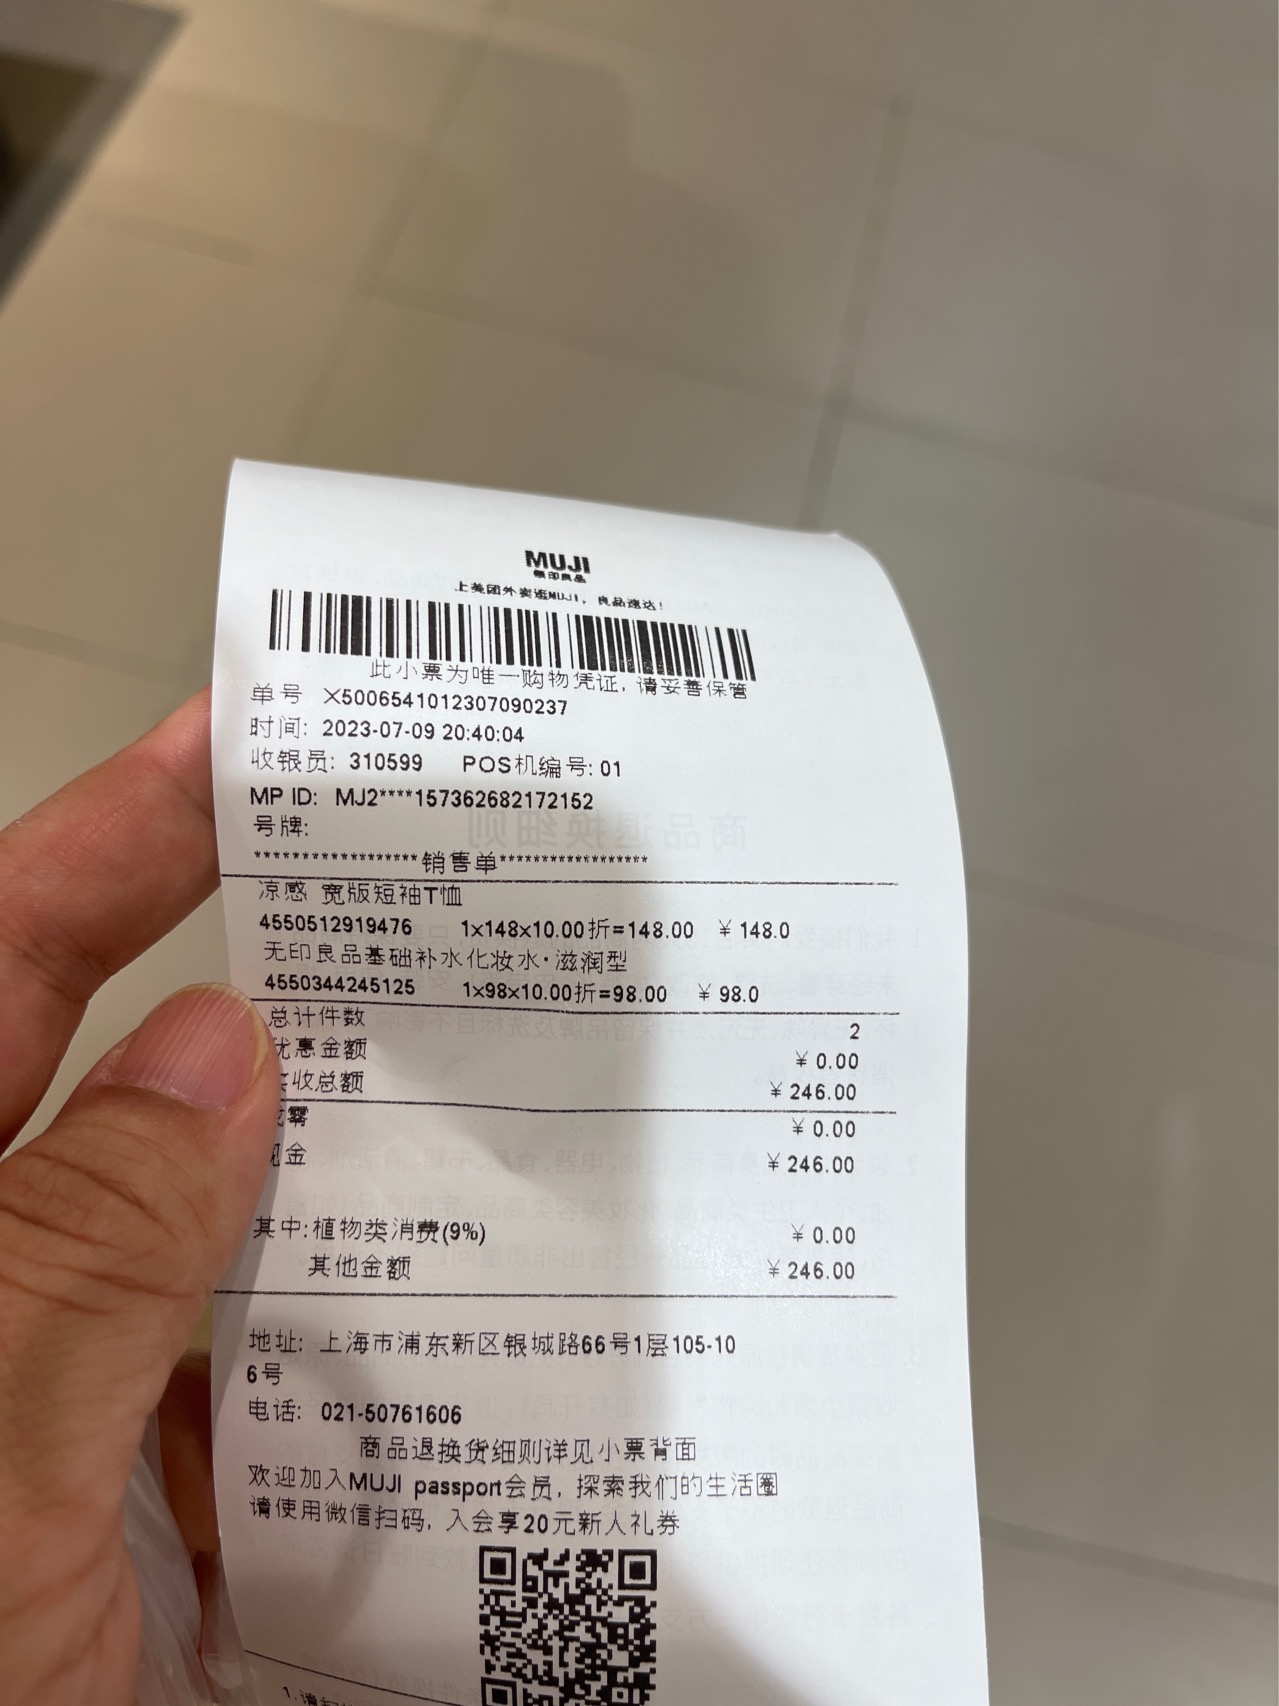 MUJI
無印良品
上美团外卖逛MUJI，良品速达！
此小票为唯一购物凭证，请妥善保管
单号 X5006541012307090237
时间: 2023-07-09 20:40:04
收银员: 310599 POS机编号: 01
MP ID: MJ2****157362682172152
号牌:
******************销售单******************
凉感 宽版短袖T恤
4550512919476 1x148x10.00折=148.00 ￥148.0
无印良品基础补水化妆水·滋润型
4550344245125 1x98x10.00折=98.00 ￥98.0
总计件数 2
优惠金额 ￥0.00
实收总额 ￥246.00
￥0.00
现金 ￥246.00
其中:植物类消费(9%) ￥0.00
其他金额 ￥246.00
地址: 上海市浦东新区银城路66号1层105-10
6号
电话: 021-50761606
商品退换货细则详见小票背面
欢迎加入MUJI passport会员，探索我们的生活圈
请使用微信扫码，入会享20元新人礼券